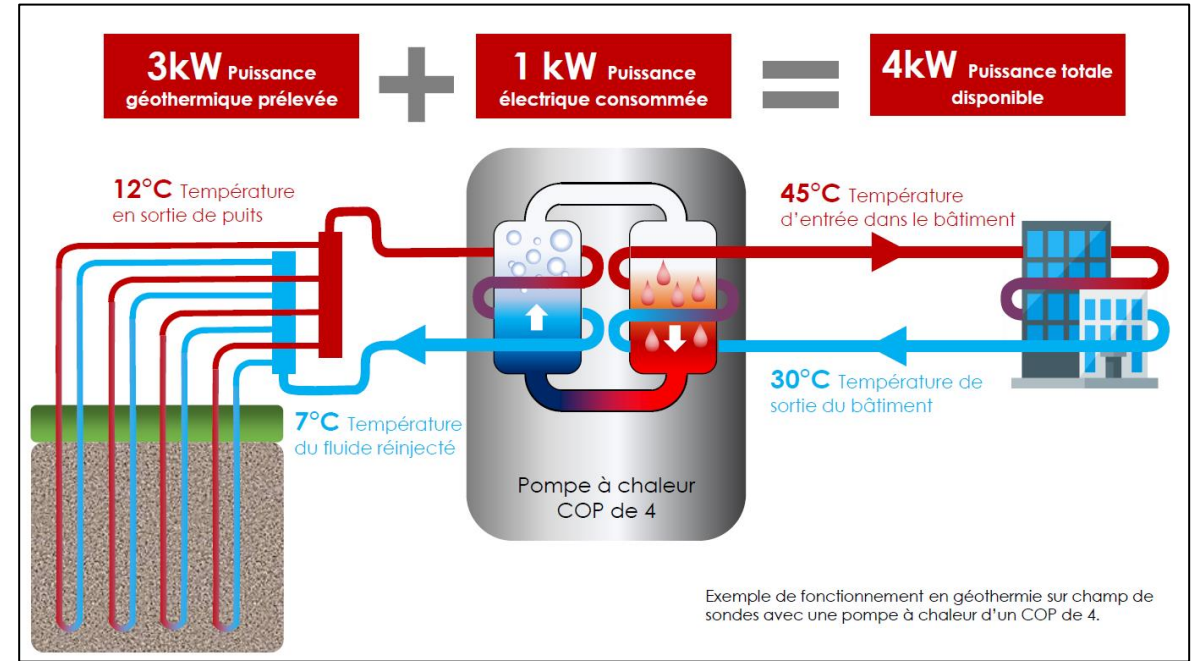 3kW Puissance
géothermique prélevée
1 kW Puissance
électrique consommée
4kW Puissance totale
disponible
12°C Température
en sortie de puits
45°C Température
d'entrée dans le bâtiment
7°C Température
du fluide réinjecté
30°C Température de
sortie du bâtiment
Pompe à chaleur
COP de 4
Exemple de fonctionnement en géothermie sur champ de
sondes avec une pompe à chaleur d'un COP de 4.